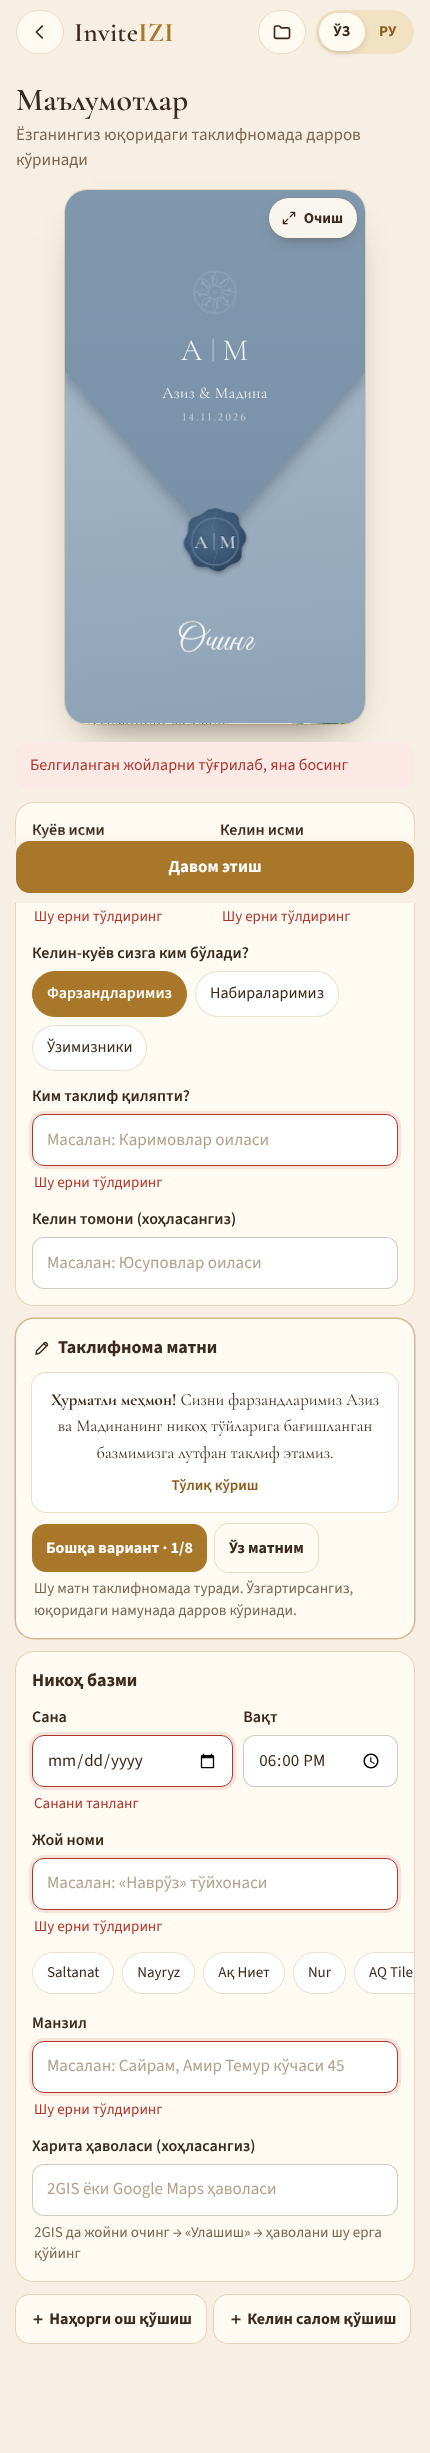 InviteIZI
ЎЗ
РУ
Маълумотлар
Ёзганингиз юқоридаги таклифномада дарров
кўринади
Очиш
A | M
Азиз & Мадина
14.11.2026
A | M
Очинг
Белгиланган жойларни тўғрилаб, яна босинг
Куёв исми
Келин исми
Давом этиш
Шу ерни тўлдиринг
Шу ерни тўлдиринг
Келин-куёв сизга ким бўлади?
Фарзандларимиз
Набираларимиз
Ўзимизники
Ким таклиф қиляпти?
Масалан: Каримовлар оиласи
Шу ерни тўлдиринг
Келин томони (хоҳласангиз)
Масалан: Юсуповлар оиласи
Таклифнома матни
Ҳурматли меҳмон! Сизни фарзандларимиз Азиз
ва Мадинанинг никоҳ тўйларига бағишланган
базмимизга лутфан таклиф этамиз.
Тўлиқ кўриш
Бошқа вариант · 1/8
Ўз матним
Шу матн таклифномада туради. Ўзгартирсангиз,
юқоридаги намунада дарров кўринади.
Никоҳ базми
Сана
Вақт
mm/dd/yyyy
06:00 PM
Санани танланг
Жой номи
Масалан: «Наврўз» тўйхонаси
Шу ерни тўлдиринг
Saltanat
Nayryz
Ақ Ниет
Nur
AQ Tile
Манзил
Масалан: Сайрам, Амир Темур кўчаси 45
Шу ерни тўлдиринг
Харита ҳаволаси (хоҳласангиз)
2GIS ёки Google Maps ҳаволаси
2GIS да жойни очинг → «Улашиш» → ҳаволани шу ерга
қўйинг
+ Наҳорги ош қўшиш
+ Келин салом қўшиш